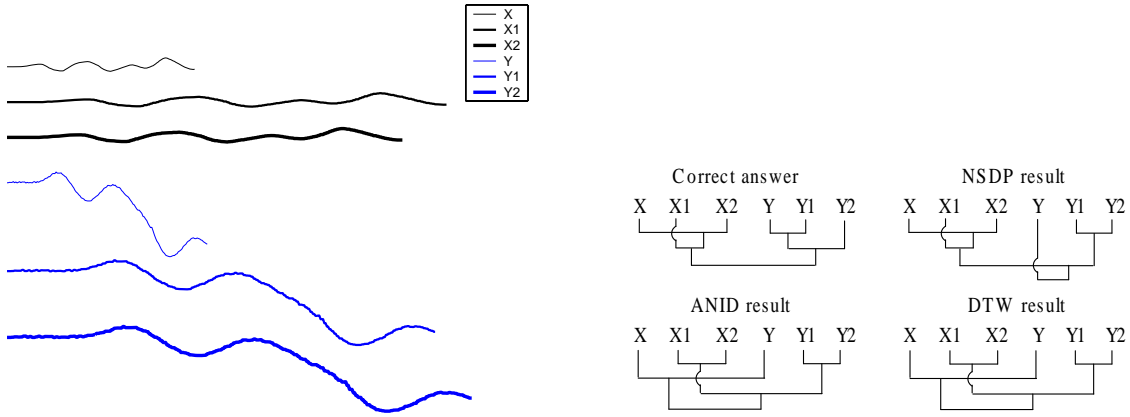 X
X1
X2
Y
Y1
Y2
Correct answer
X X1 X2 Y Y1 Y2
NSDP result
X X1 X2 Y Y1 Y2
ANID result
X X1 X2 Y Y1 Y2
DTW result
X X1 X2 Y Y1 Y2